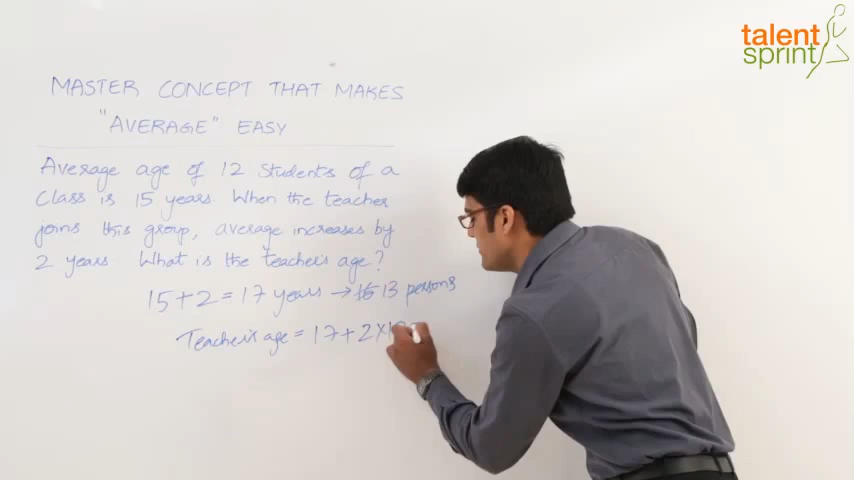 talent
sprint
MASTER CONCEPT THAT MAKES
"AVERAGE" EASY
Average age of 12 students of a
class is 15 years. When the teacher
joins this group, average increases by
2 years. What is the teacher's age?
15+2=17 years → 13 persons
Teacher's age = 17+2×